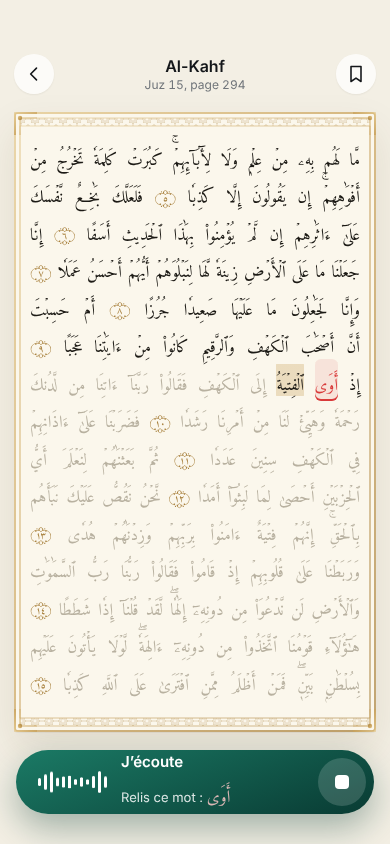 Al-Kahf
Juz 15, page 294
مَّا لَهُم بِهِۦ مِنۡ عِلۡمٖ وَلَا لِأٓبَآئِهِمۡۚ كَبُرَتۡ كَلِمَةٗ تَخۡرُجُ مِنۡ
أَفۡوَٰهِهِمۡۚ إِن يَقُولُونَ إِلَّا كَذِبٗا ٥ فَلَعَلَّكَ بَٰخِعٞ نَّفۡسَكَ
عَلَىٰٓ ءَاثَٰرِهِمۡ إِن لَّمۡ يُؤۡمِنُواْ بِهَٰذَا ٱلۡحَدِيثِ أَسَفًا ٦ إِنَّا
جَعَلۡنَا مَا عَلَى ٱلۡأَرۡضِ زِينَةٗ لَّهَا لِنَبۡلُوَهُمۡ أَيُّهُمۡ أَحۡسَنُ عَمَلٗا ٧
وَإِنَّا لَجَٰعِلُونَ مَا عَلَيۡهَا صَعِيدٗا جُرُزًا ٨ أَمۡ حَسِبۡتَ
أَنَّ أَصۡحَٰبَ ٱلۡكَهۡفِ وَٱلرَّقِيمِ كَانُواْ مِنۡ ءَايَٰتِنَا عَجَبًا ٩
إِذۡ أَوَى ٱلۡفِتۡيَةُ إِلَى ٱلۡكَهۡفِ فَقَالُواْ رَبَّنَآ ءَاتِنَا مِن لَّدُنكَ
رَحۡمَةٗ وَهَيِّئۡ لَنَا مِنۡ أَمۡرِنَا رَشَدٗا ١٠ فَضَرَبۡنَا عَلَىٰٓ ءَاذَانِهِمۡ
فِي ٱلۡكَهۡفِ سِنِينَ عَدَدٗا ١١ ثُمَّ بَعَثۡنَٰهُمۡ لِنَعۡلَمَ أَيُّ
ٱلۡحِزۡبَيۡنِ أَحۡصَىٰ لِمَا لَبِثُوٓاْ أَمَدٗا ١٢ نَّحۡنُ نَقُصُّ عَلَيۡكَ نَبَأَهُم
بِٱلۡحَقِّۚ إِنَّهُمۡ فِتۡيَةٌ ءَامَنُواْ بِرَبِّهِمۡ وَزِدۡنَٰهُمۡ هُدٗى ١٣
وَرَبَطۡنَا عَلَىٰ قُلُوبِهِمۡ إِذۡ قَامُواْ فَقَالُواْ رَبُّنَا رَبُّ ٱلسَّمَٰوَٰتِ
وَٱلۡأَرۡضِ لَن نَّدۡعُوَاْ مِن دُونِهِۦٓ إِلَٰهٗاۖ لَّقَدۡ قُلۡنَآ إِذٗا شَطَطًا ١٤
هَٰٓؤُلَآءِ قَوۡمُنَا ٱتَّخَذُواْ مِن دُونِهِۦٓ ءَالِهَةٗۖ لَّوۡلَا يَأۡتُونَ عَلَيۡهِم
بِسُلۡطَٰنِۭ بَيِّنٖۖ فَمَنۡ أَظۡلَمُ مِمَّنِ ٱفۡتَرَىٰ عَلَى ٱللَّهِ كَذِبٗا ١٥
J’écoute
Relis ce mot : أَوَى